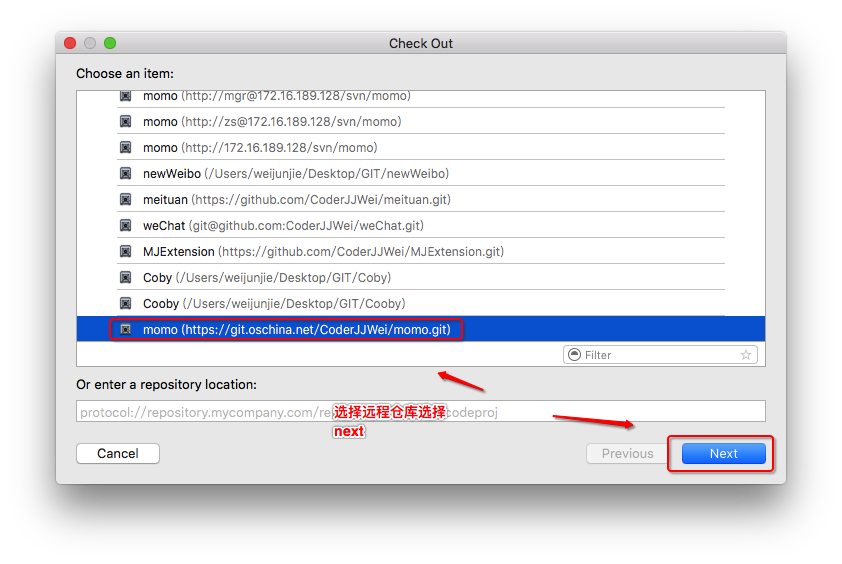 Check Out
Choose an item:
momo (http://mgr@172.16.189.128/svn/momo)
momo (http://zs@172.16.189.128/svn/momo)
momo (http://172.16.189.128/svn/momo)
newWeibo (/Users/weijunjie/Desktop/GIT/newWeibo)
meituan (https://github.com/CoderJJWei/meituan.git)
weChat (git@github.com:CoderJJWei/weChat.git)
MJExtension (https://github.com/CoderJJWei/MJExtension.git)
Coby (/Users/weijunjie/Desktop/GIT/Coby)
Cooby (/Users/weijunjie/Desktop/GIT/Cooby)
momo (https://git.oschina.net/CoderJJWei/momo.git)
Filter
Or enter a repository location:
protocol://repository.mycompany.com/re codeproj
选择远程仓库选择
next
Cancel
Previous
Next